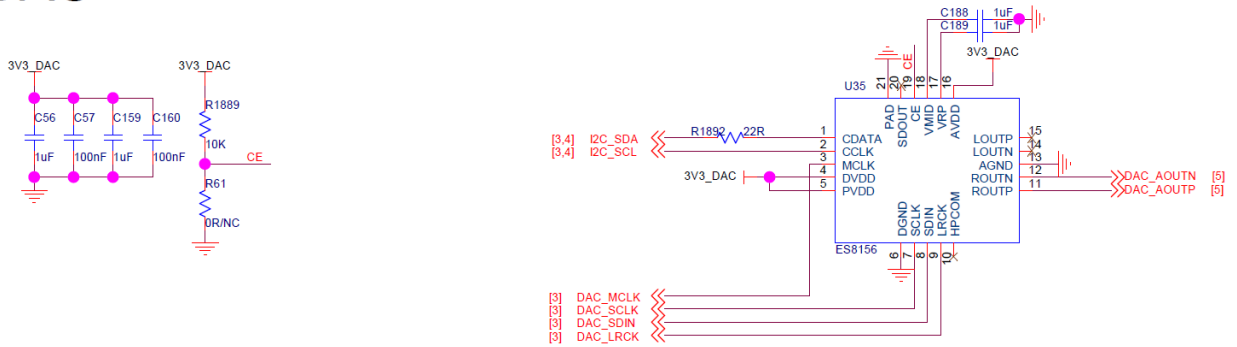 C188 1uF
C189 1uF
3V3_DAC 3V3_DAC 3V3_DAC
R1889
10K
C56 C57 C159 C160
1uF 100nF 1uF 100nF
CE
R61
0R/NC
U35
21 20 19 18 17 16
CE
PAD SDOUT CE VMID VRP AVDD
[3,4] I2C_SDA R1892 22R 1 CDATA LOUTP 15
[3,4] I2C_SCL 2 CCLK LOUTN 14
3 MCLK AGND 13
3V3_DAC 4 DVDD ROUTN 12 DAC_AOUTN [5]
5 PVDD ROUTP 11 DAC_AOUTP [5]
DGND SCLK SDIN LRCK HPCOM
ES8156
6 7 8 9 10
[3] DAC_MCLK
[3] DAC_SCLK
[3] DAC_SDIN
[3] DAC_LRCK